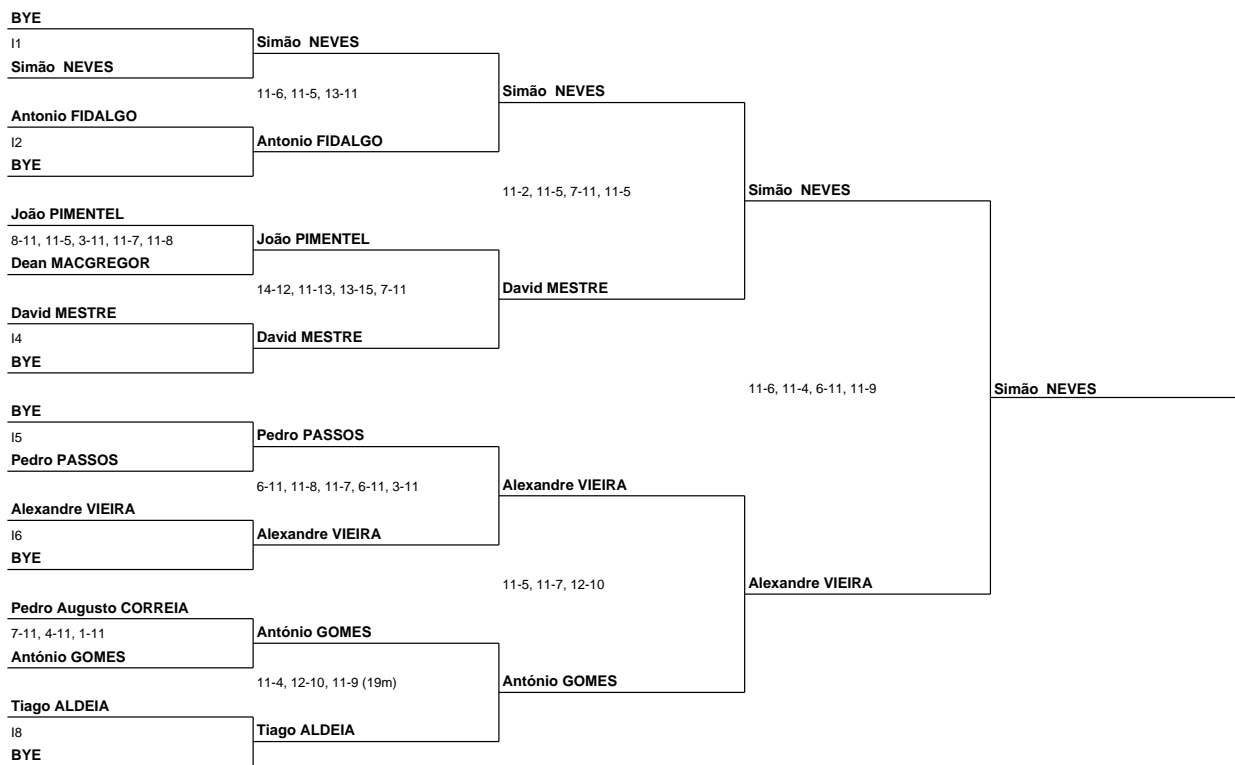 BYE
I1
Simão NEVES
Simão NEVES
11-6, 11-5, 13-11
Simão NEVES
Antonio FIDALGO
I2
Antonio FIDALGO
BYE
11-2, 11-5, 7-11, 11-5
Simão NEVES
João PIMENTEL
8-11, 11-5, 3-11, 11-7, 11-8
João PIMENTEL
Dean MACGREGOR
14-12, 11-13, 13-15, 7-11
David MESTRE
David MESTRE
I4
David MESTRE
BYE
11-6, 11-4, 6-11, 11-9
Simão NEVES
BYE
I5
Pedro PASSOS
Pedro PASSOS
6-11, 11-8, 11-7, 6-11, 3-11
Alexandre VIEIRA
Alexandre VIEIRA
I6
Alexandre VIEIRA
BYE
11-5, 11-7, 12-10
Alexandre VIEIRA
Pedro Augusto CORREIA
7-11, 4-11, 1-11
António GOMES
António GOMES
11-4, 12-10, 11-9 (19m)
António GOMES
Tiago ALDEIA
I8
Tiago ALDEIA
BYE